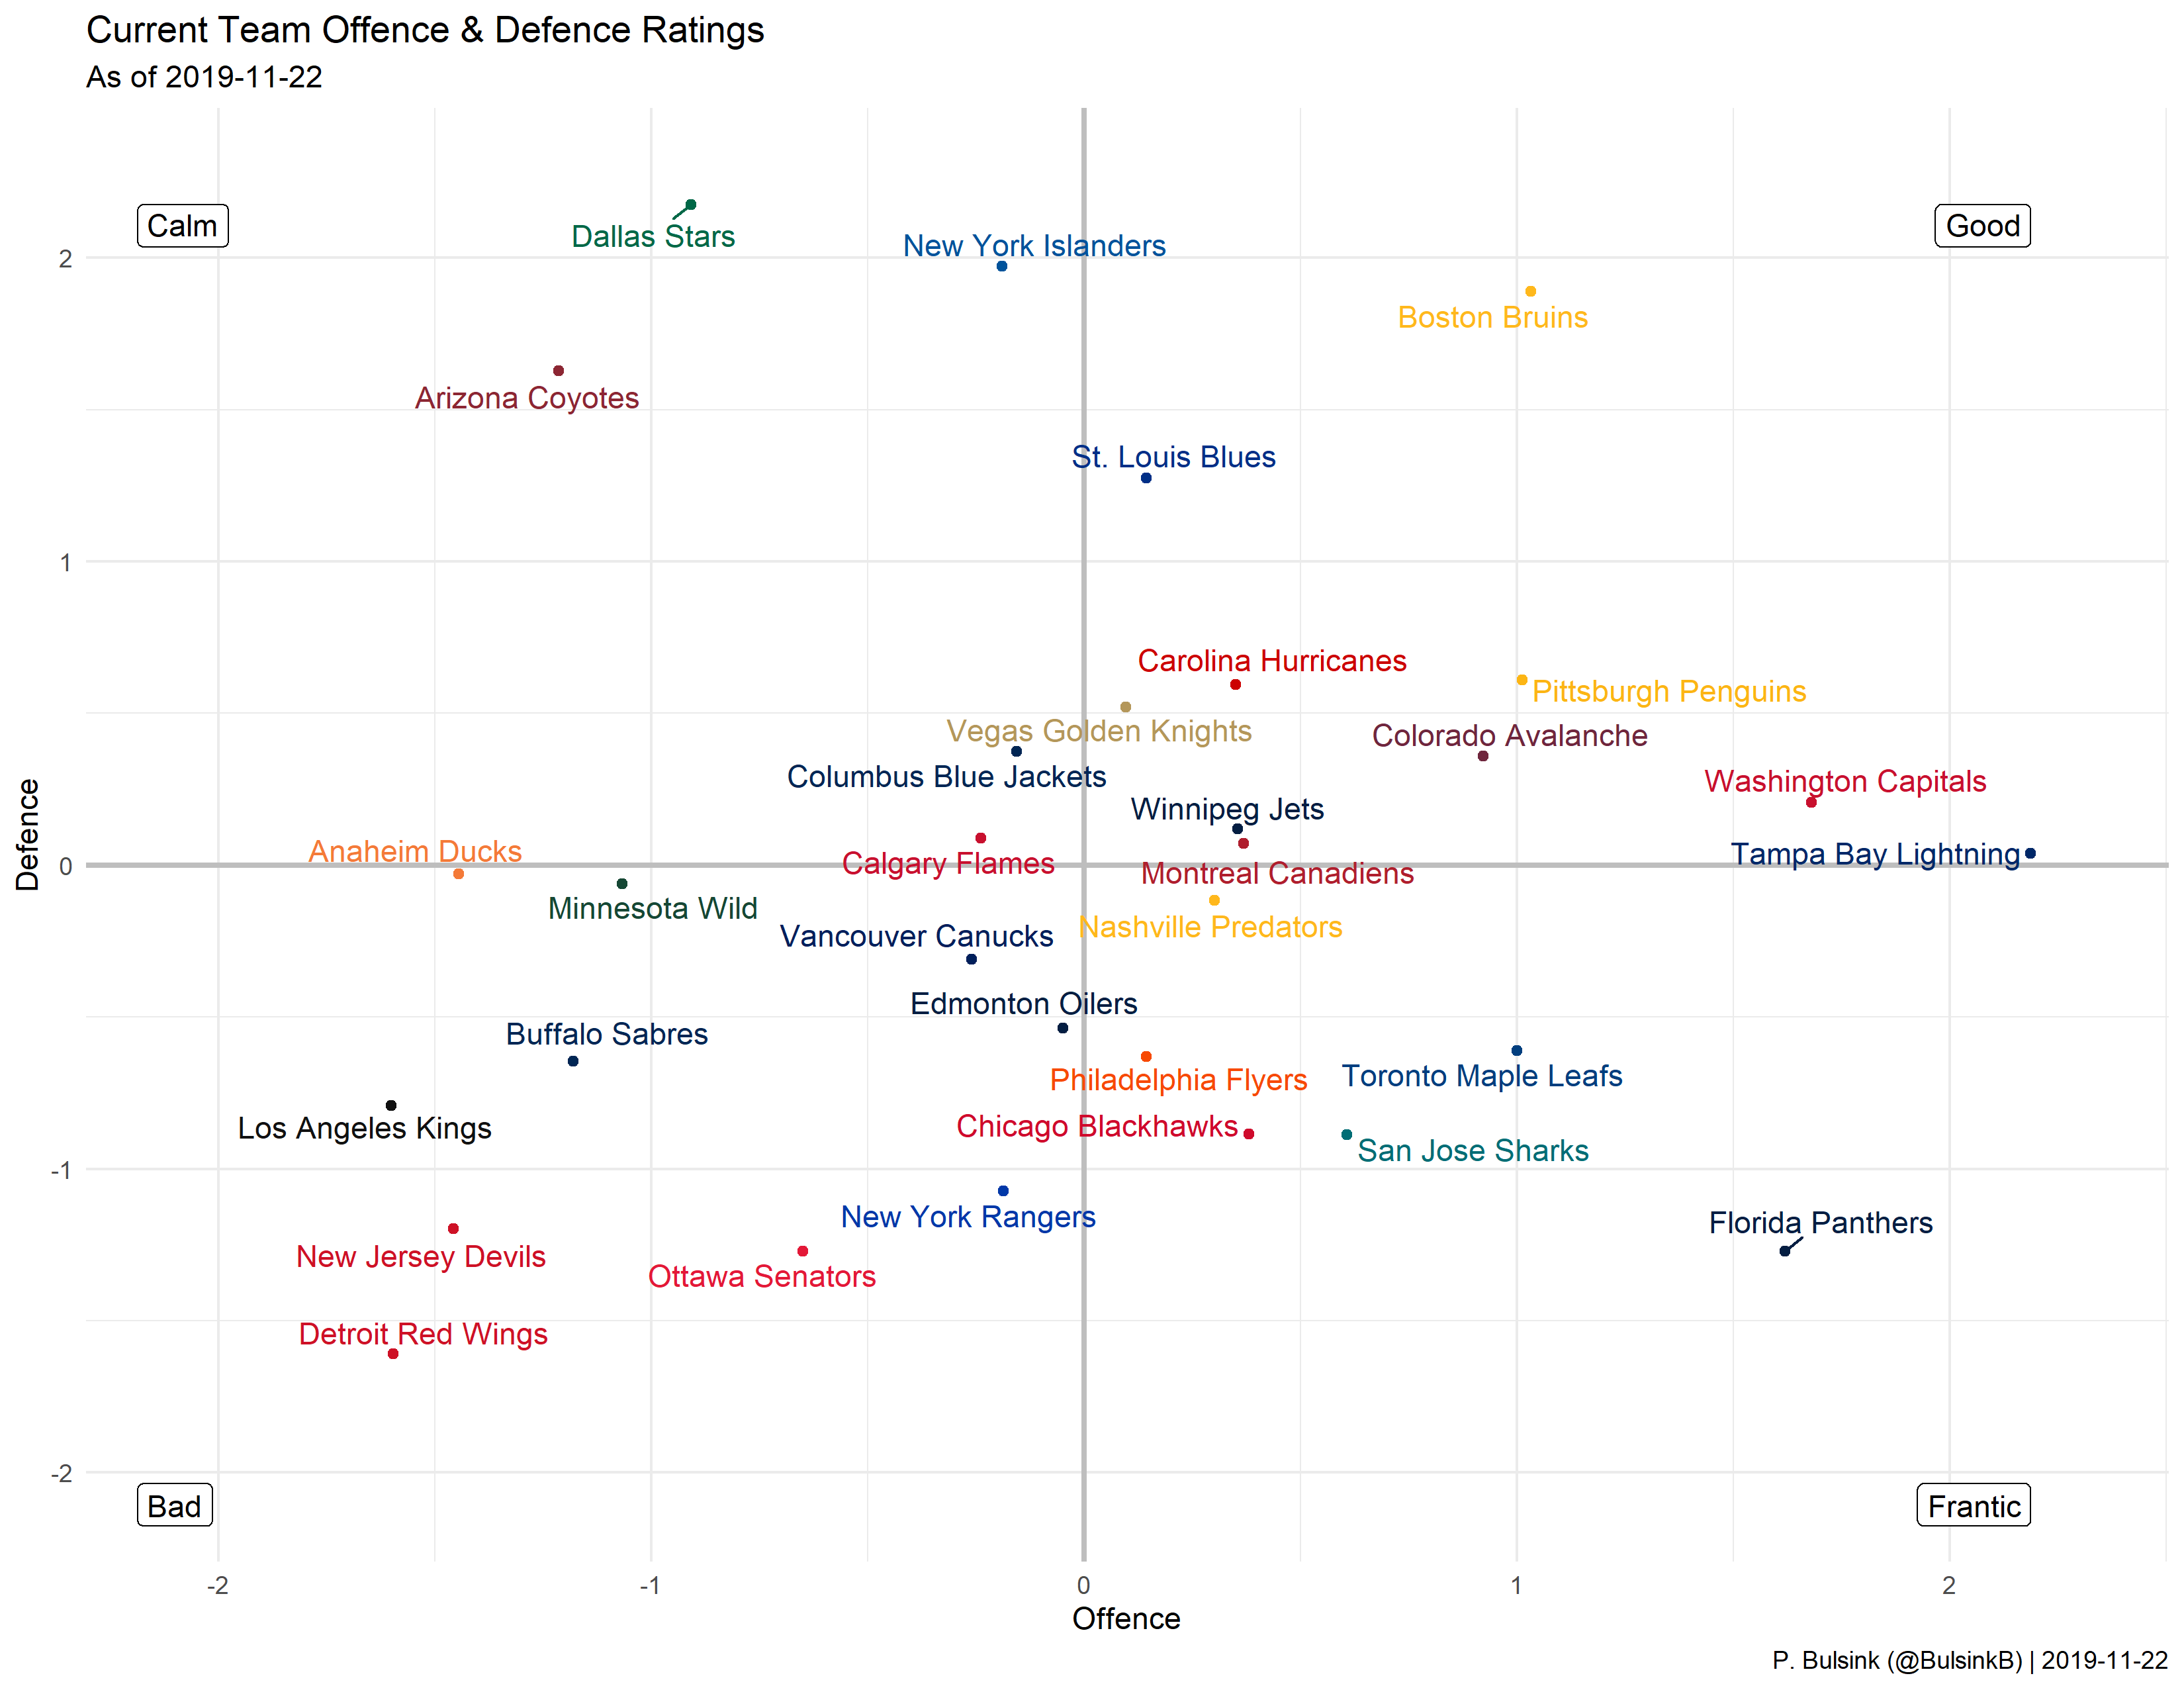 Current Team Offence & Defence Ratings
As of 2019-11-22
Calm
Dallas Stars
Good
New York Islanders
2
Boston Bruins
Arizona Coyotes
St. Louis Blues
1
Carolina Hurricanes
Pittsburgh Penguins
Vegas Golden Knights
Colorado Avalanche
Columbus Blue Jackets
Washington Capitals
Winnipeg Jets
Defence
Anaheim Ducks
Tampa Bay Lightning
0
Calgary Flames
Montreal Canadiens
Minnesota Wild
Nashville Predators
Vancouver Canucks
Edmonton Oilers
Buffalo Sabres
Toronto Maple Leafs
Philadelphia Flyers
Los Angeles Kings
Chicago Blackhawks
San Jose Sharks
-1
New York Rangers
Florida Panthers
New Jersey Devils
Ottawa Senators
Detroit Red Wings
-2
Bad
Frantic
-2
-1
0
1
2
Offence
P. Bulsink (@BulsinkB) | 2019-11-22